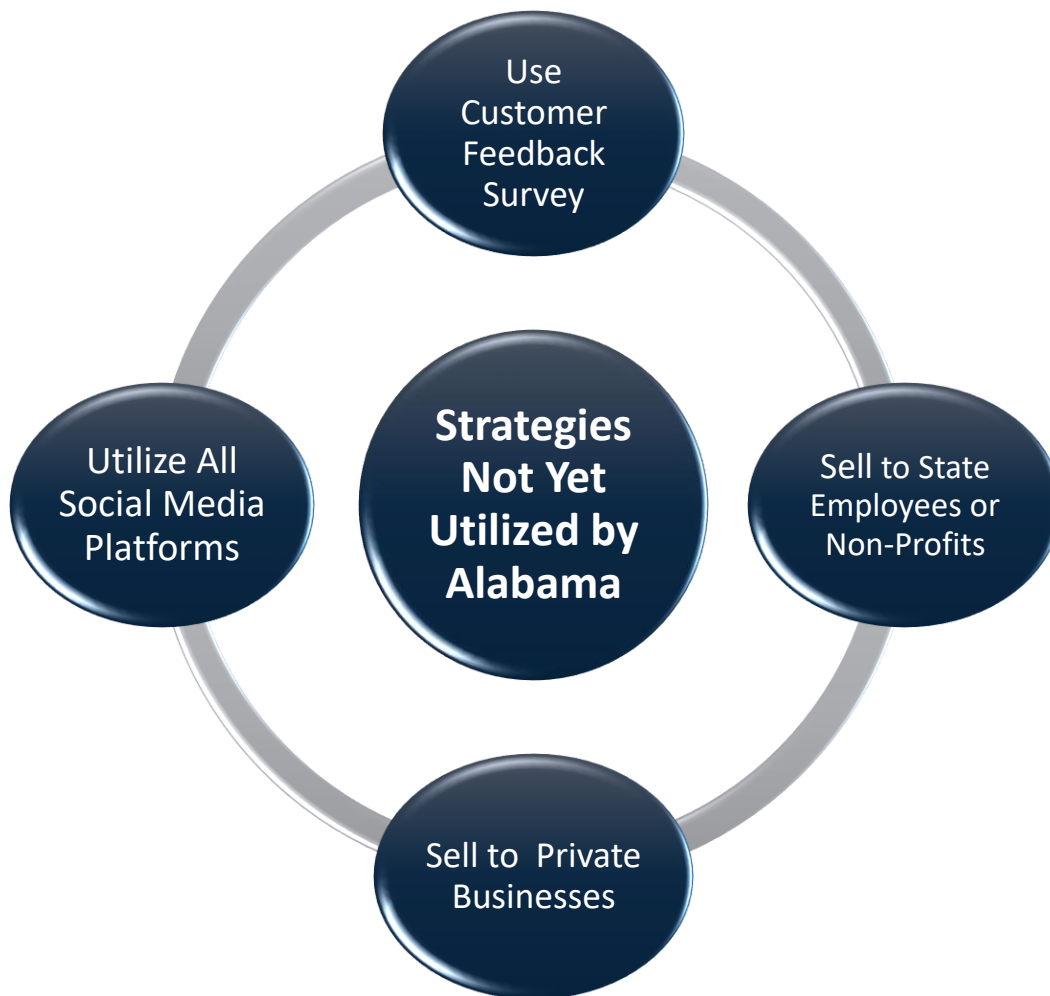 Use
Customer
Feedback
Survey
Utilize All
Social Media
Platforms
Strategies
Not Yet
Utilized by
Alabama
Sell to State
Employees or
Non-Profits
Sell to  Private
Businesses